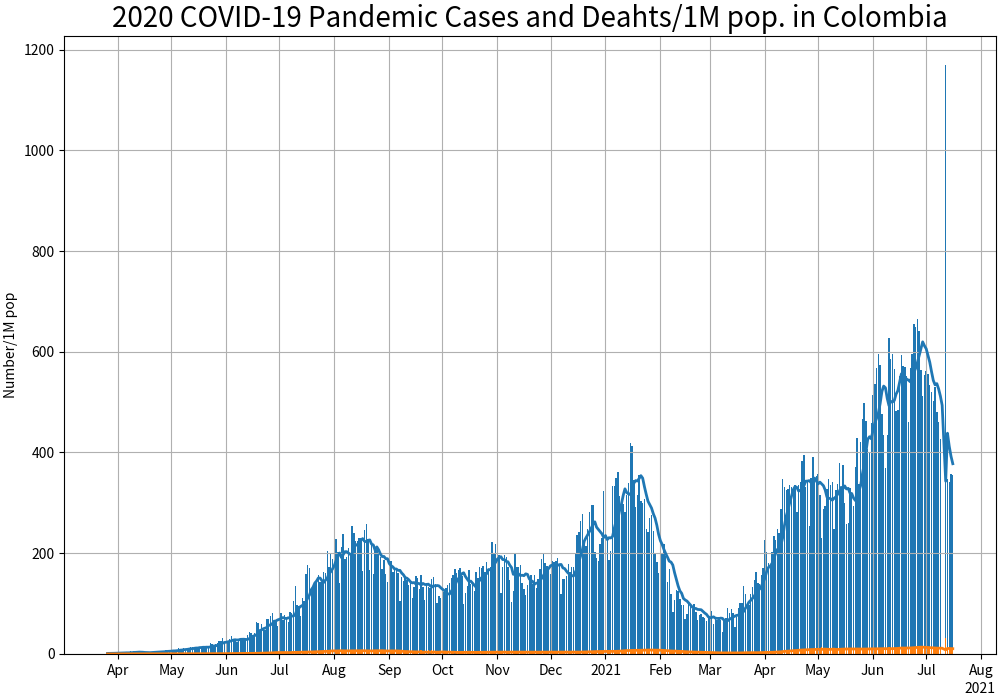 2020 COVID-19 Pandemic Cases and Deahts/1M pop. in Colombia
Number/1M pop
1200
1000
800
600
400
200
0
Apr May Jun Jul Aug Sep Oct Nov Dec 2021 Feb Mar Apr May Jun Jul Aug
2021